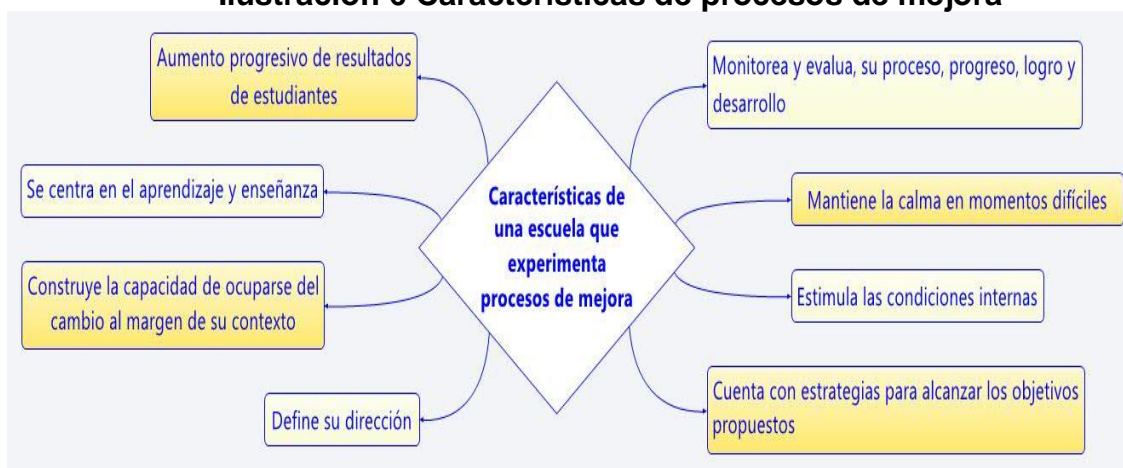 Ilustración 6 Características de procesos de mejora
Aumento progresivo de resultados
de estudiantes
Se centra en el aprendizaje y enseñanza
Construye la capacidad de ocuparse del
cambio al margen de su contexto
Define su dirección
Características de
una escuela que
experimenta
procesos de mejora
Monitorea y evalua, su proceso, progreso, logro y
desarrollo
Mantiene la calma en momentos difíciles
Estimula las condiciones internas
Cuenta con estrategias para alcanzar los objetivos
propuestos